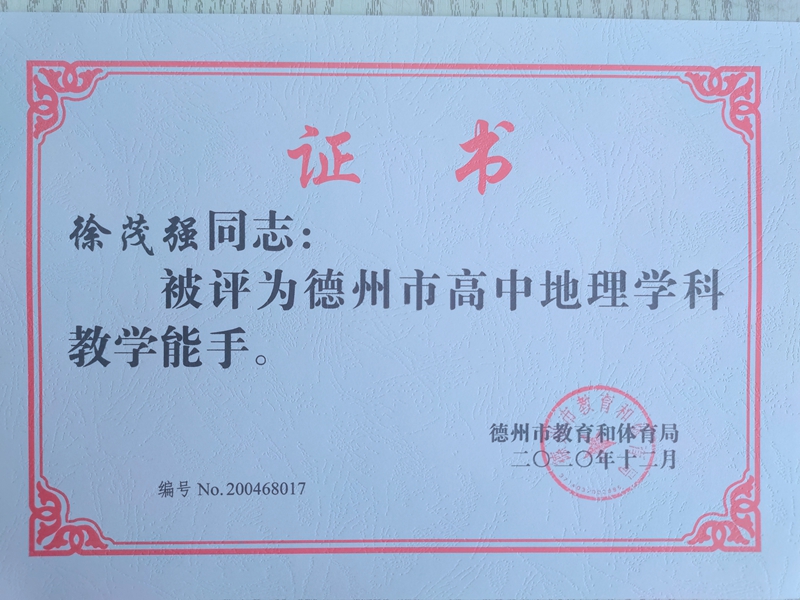 证 书
徐茂强同志：
被评为德州市高中地理学科
教学能手。
德州市教育和体育局
二〇二〇年十二月
编号 No.200468017